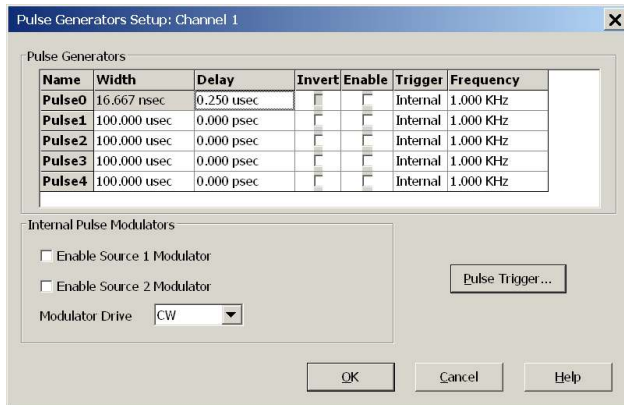 Pulse Generators Setup: Channel 1
Pulse Generators
Name Width Delay Invert Enable Trigger Frequency
Pulse0 16.667 nsec 0.250 usec Internal 1.000 KHz
Pulse1 100.000 usec 0.000 psec Internal 1.000 KHz
Pulse2 100.000 usec 0.000 psec Internal 1.000 KHz
Pulse3 100.000 usec 0.000 psec Internal 1.000 KHz
Pulse4 100.000 usec 0.000 psec Internal 1.000 KHz
Internal Pulse Modulators
Enable Source 1 Modulator
Enable Source 2 Modulator
Pulse Trigger...
Modulator Drive CW
OK Cancel Help